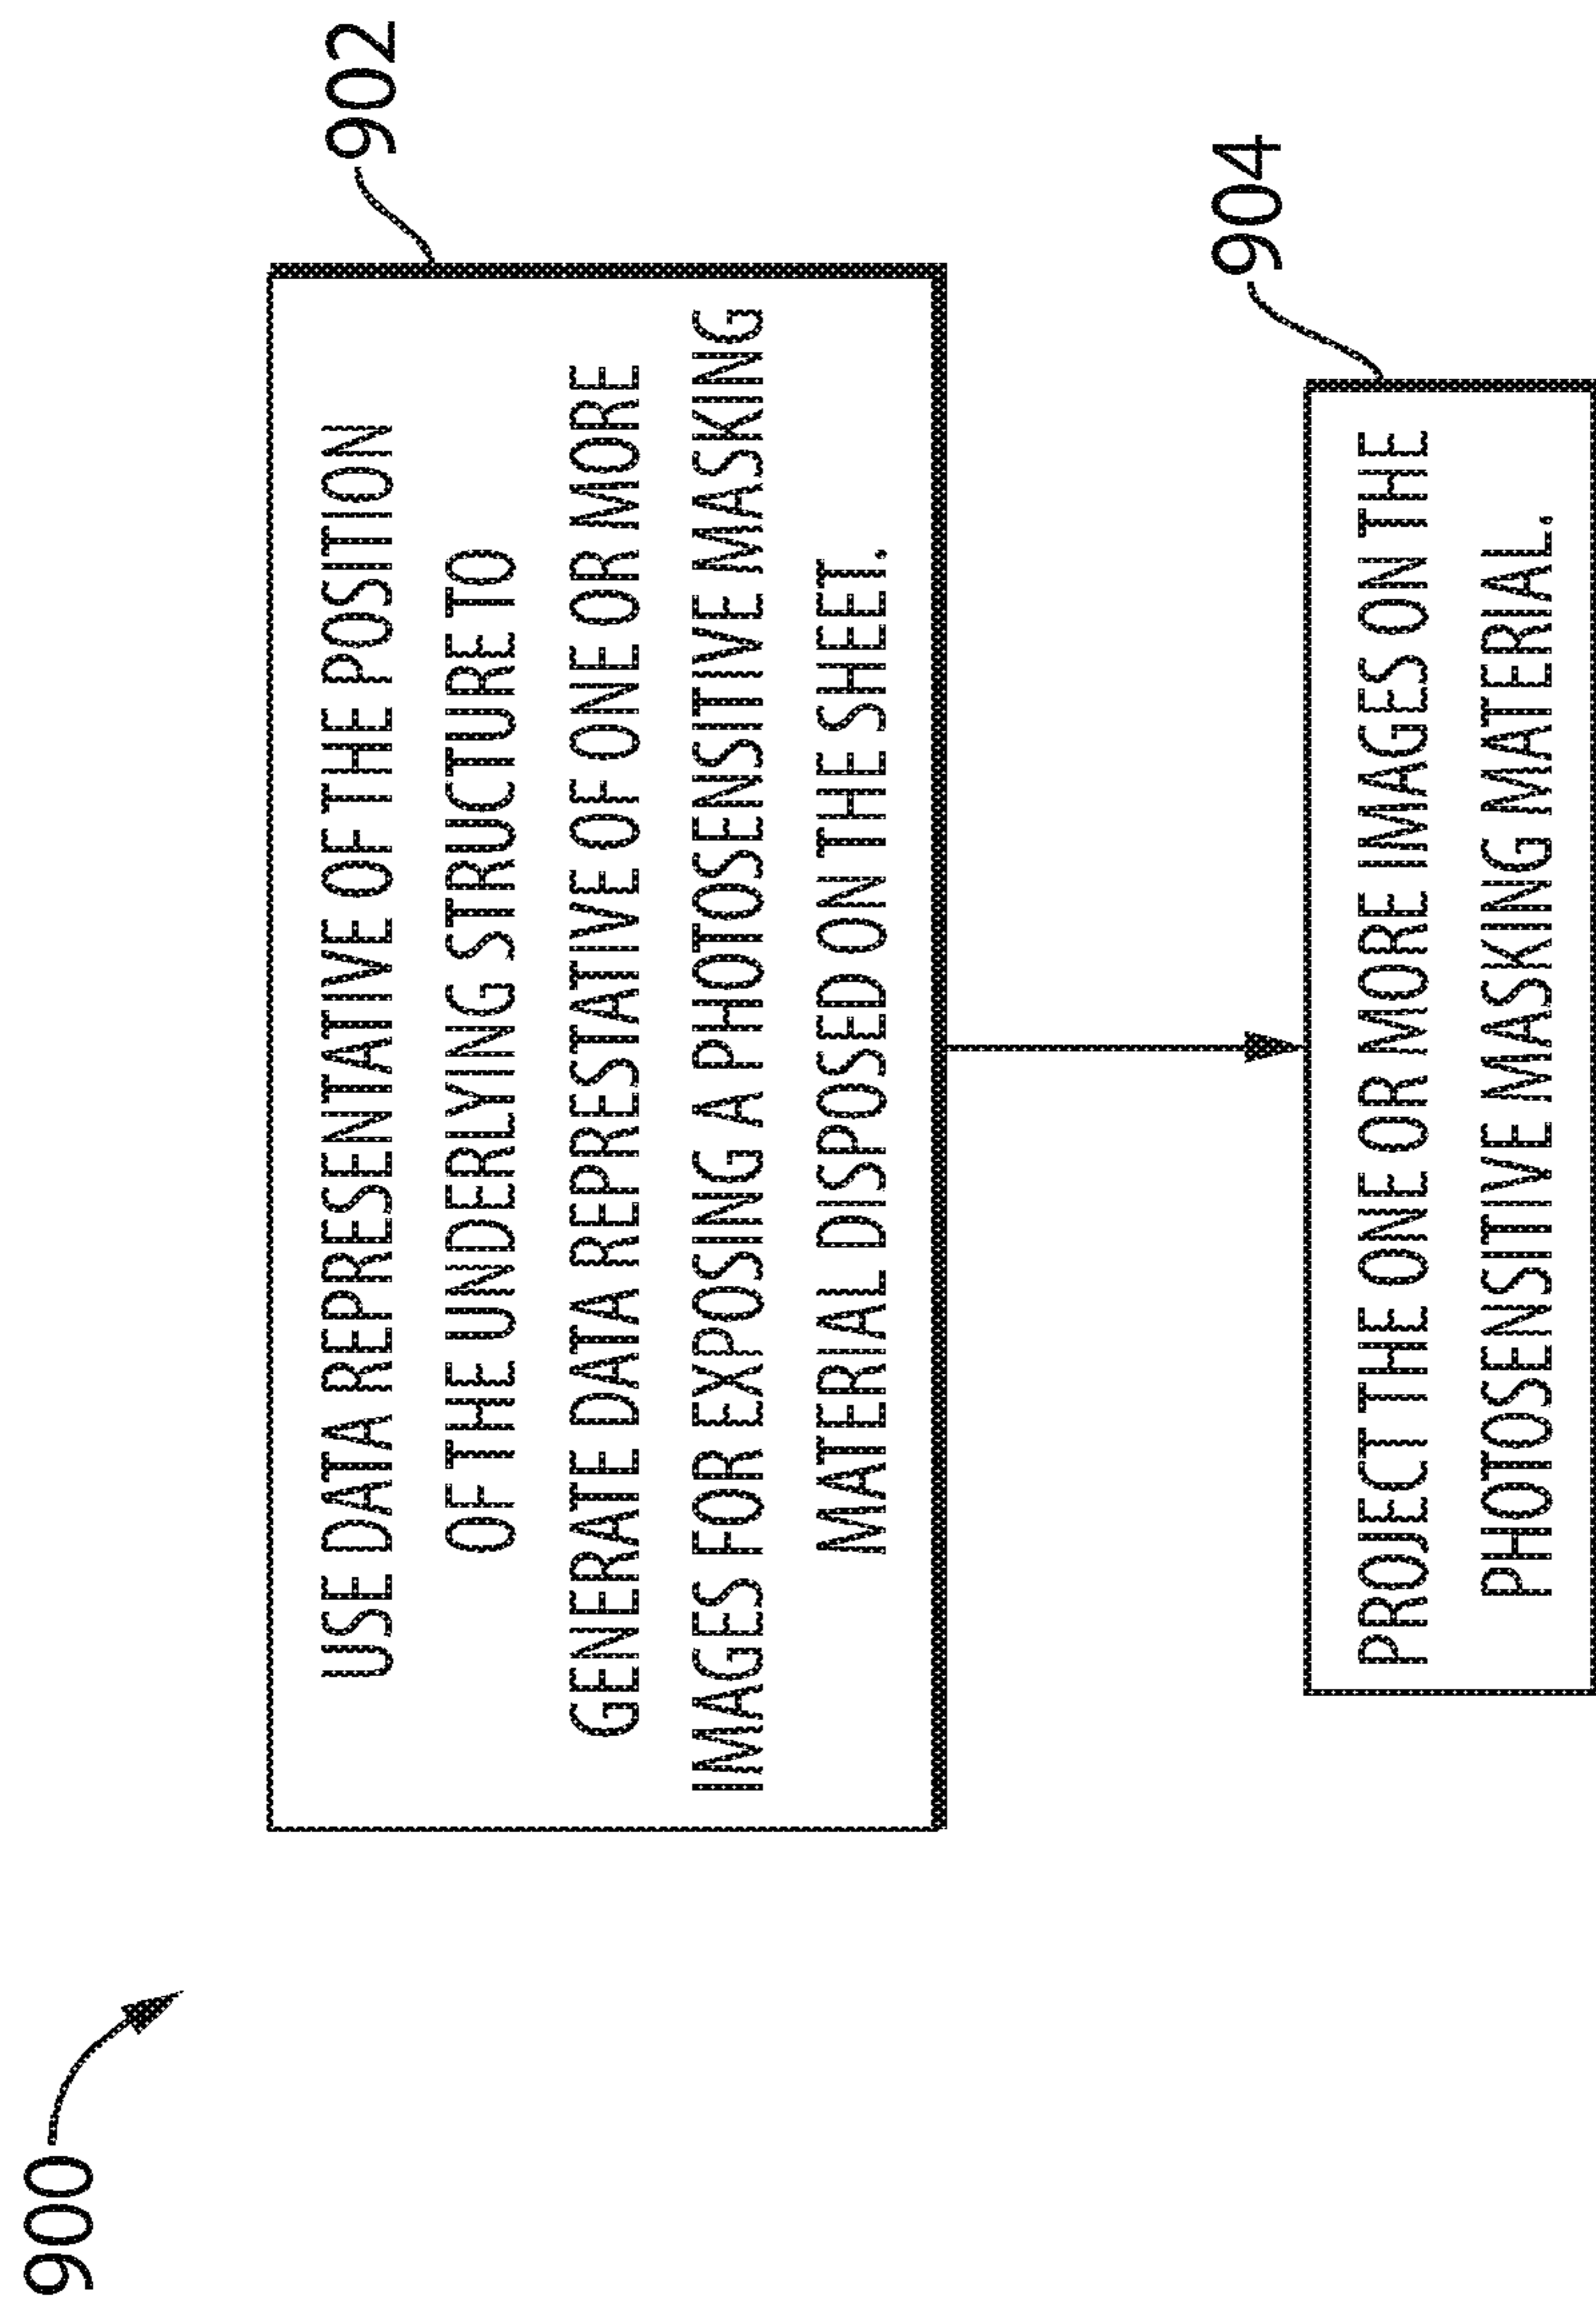 900
902
USE DATA REPRESENTATIVE OF THE POSITION
OF THE UNDERLYING STRUCTURE TO
GENERATE DATA REPRESTATIVE OF ONE OR MORE
IMAGES FOR EXPOSING A PHOTOSENSITIVE MASKING
MATERIAL DISPOSED ON THE SHEET.
904
PROJECT THE ONE OR MORE IMAGES ON THE
PHOTOSENSITIVE MASKING MATERIAL.